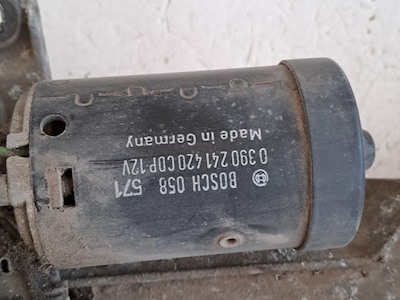 BOSCH 058 571
0 390 241 420 CDP 12V
Made in Germany